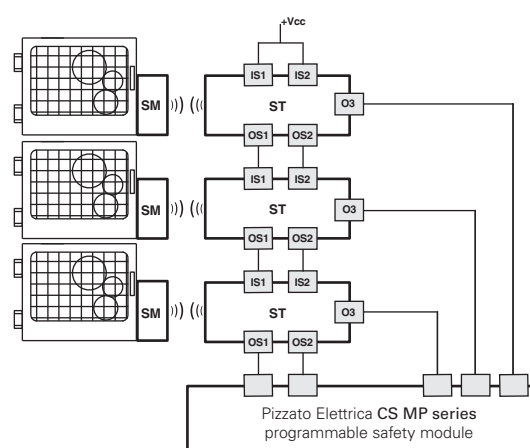 +Vcc
IS1 IS2
SM ))) ((( ST O3
OS1 OS2
IS1 IS2
SM ))) ((( ST O3
OS1 OS2
IS1 IS2
SM ))) ((( ST O3
OS1 OS2
Pizzato Elettrica CS MP series
programmable safety module